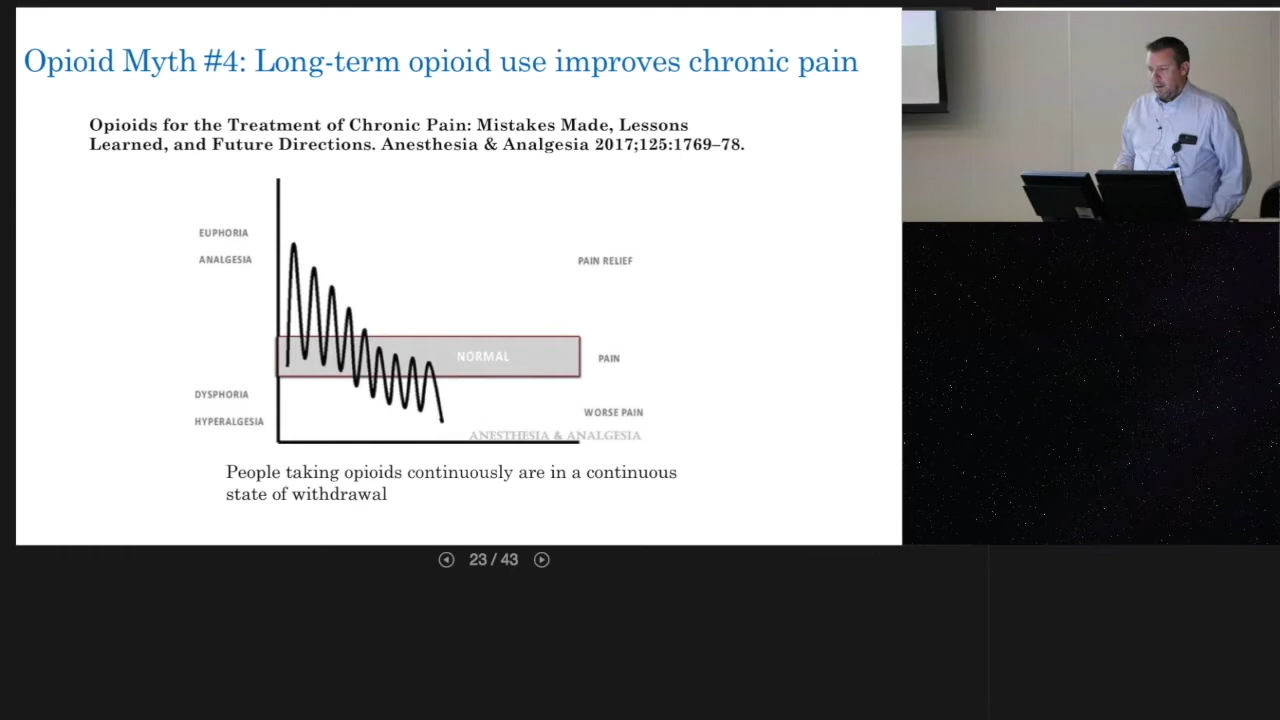 Opioid Myth #4: Long-term opioid use improves chronic pain
Opioids for the Treatment of Chronic Pain: Mistakes Made, Lessons
Learned, and Future Directions. Anesthesia & Analgesia 2017;125:1769–78.
EUPHORIA
ANALGESIA
PAIN RELIEF
NORMAL
PAIN
DYSPHORIA
HYPERALGESIA
WORSE PAIN
ANESTHESIA & ANALGESIA
People taking opioids continuously are in a continuous
state of withdrawal
23 / 43